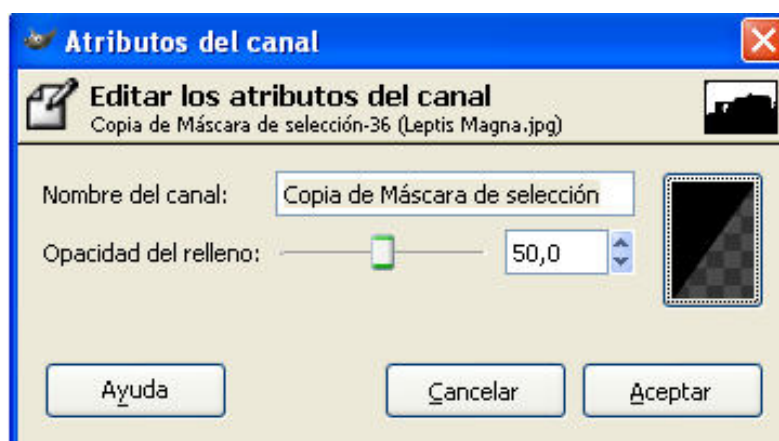 Atributos del canal
Editar los atributos del canal
Copia de Máscara de selección-36 (Leptis Magna.jpg)
Nombre del canal: Copia de Máscara de selección
Opacidad del relleno: 50,0
Ayuda Cancelar Aceptar